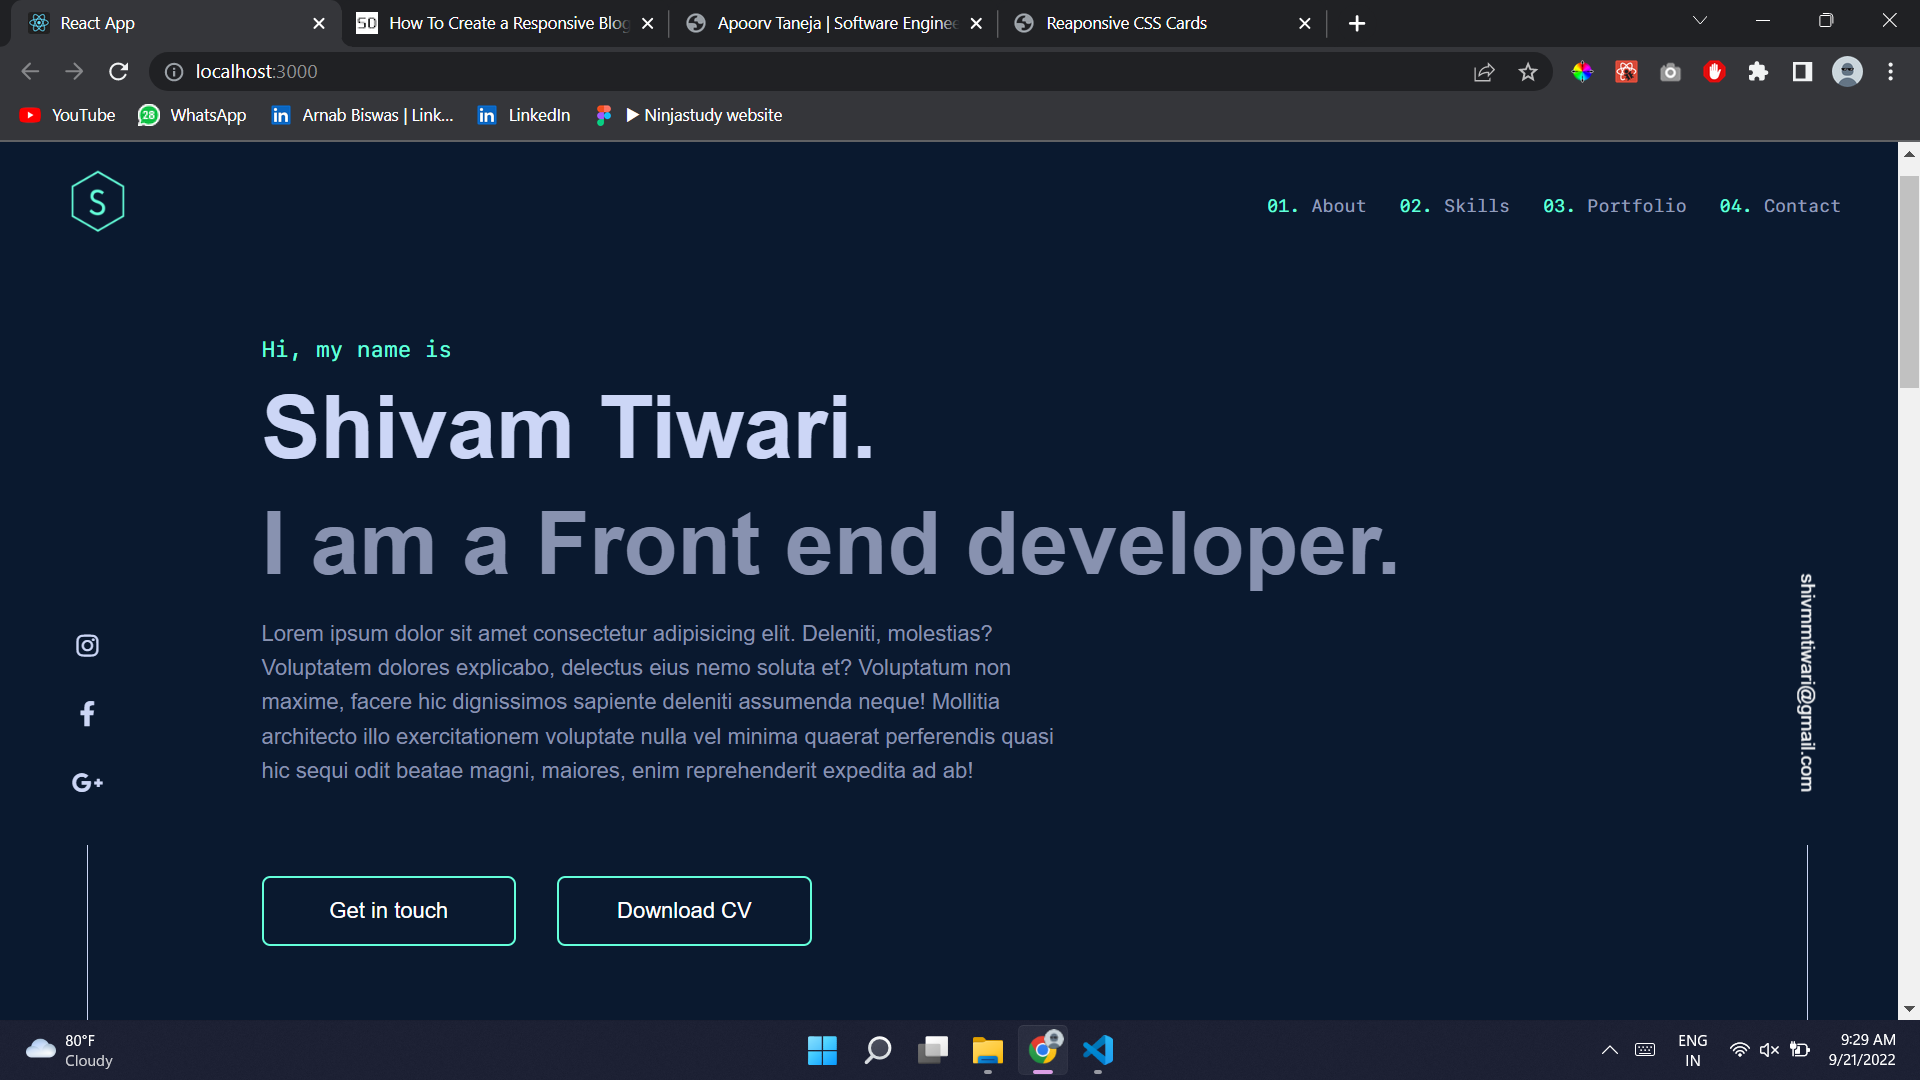 React App
How To Create a Responsive Blog
Apoorv Taneja | Software Enginee
Reaponsive CSS Cards
localhost:3000
YouTube
28
WhatsApp
Arnab Biswas | Link...
LinkedIn
▶ Ninjastudy website
S
01. About
02. Skills
03. Portfolio
04. Contact
Hi, my name is
Shivam Tiwari.
I am a Front end developer.
Lorem ipsum dolor sit amet consectetur adipisicing elit. Deleniti, molestias?
Voluptatem dolores explicabo, delectus eius nemo soluta et? Voluptatum non
maxime, facere hic dignissimos sapiente deleniti assumenda neque! Mollitia
architecto illo exercitationem voluptate nulla vel minima quaerat perferendis quasi
hic sequi odit beatae magni, maiores, enim reprehenderit expedita ad ab!
shivmmtiwari@gmail.com
Get in touch
Download CV
80°F
Cloudy
ENG
IN
9:29 AM
9/21/2022